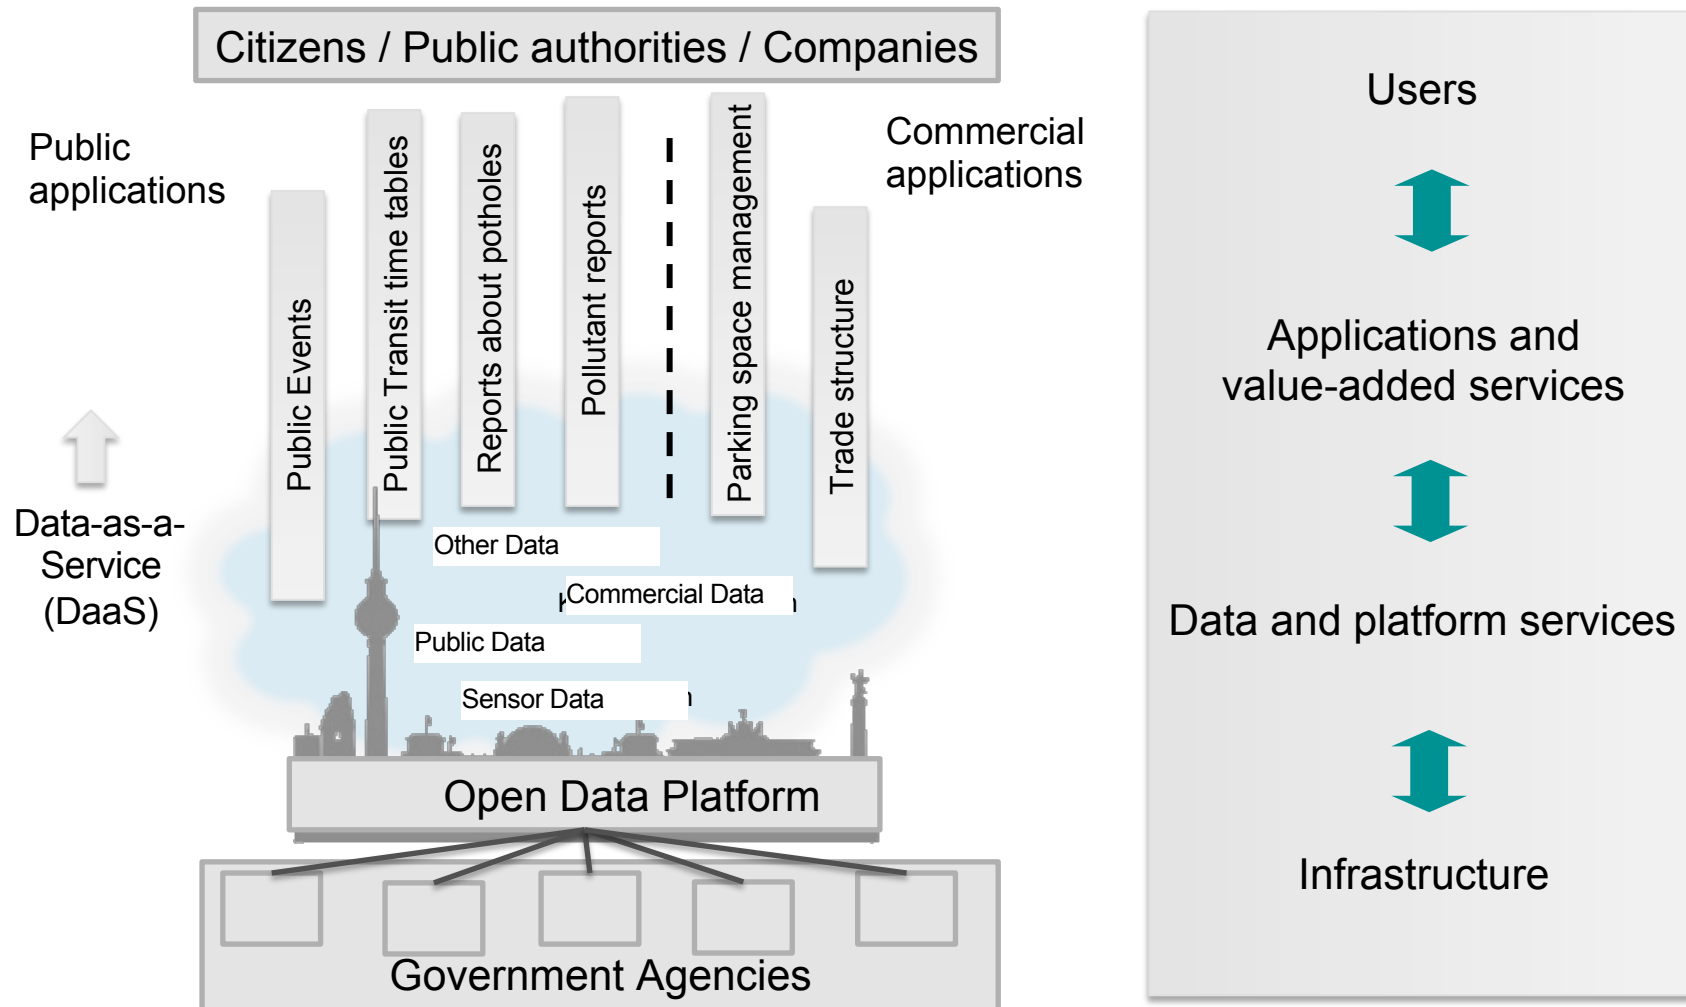 Citizens / Public authorities / Companies
Public
applications
Commercial
applications
Public Events
Public Transit time tables
Reports about potholes
Pollutant reports
Parking space management
Trade structure
Data-as-a-
Service
(DaaS)
Other Data
Commercial Data
Public Data
Sensor Data
Open Data Platform
Government Agencies
Users
Applications and
value-added services
Data and platform services
Infrastructure